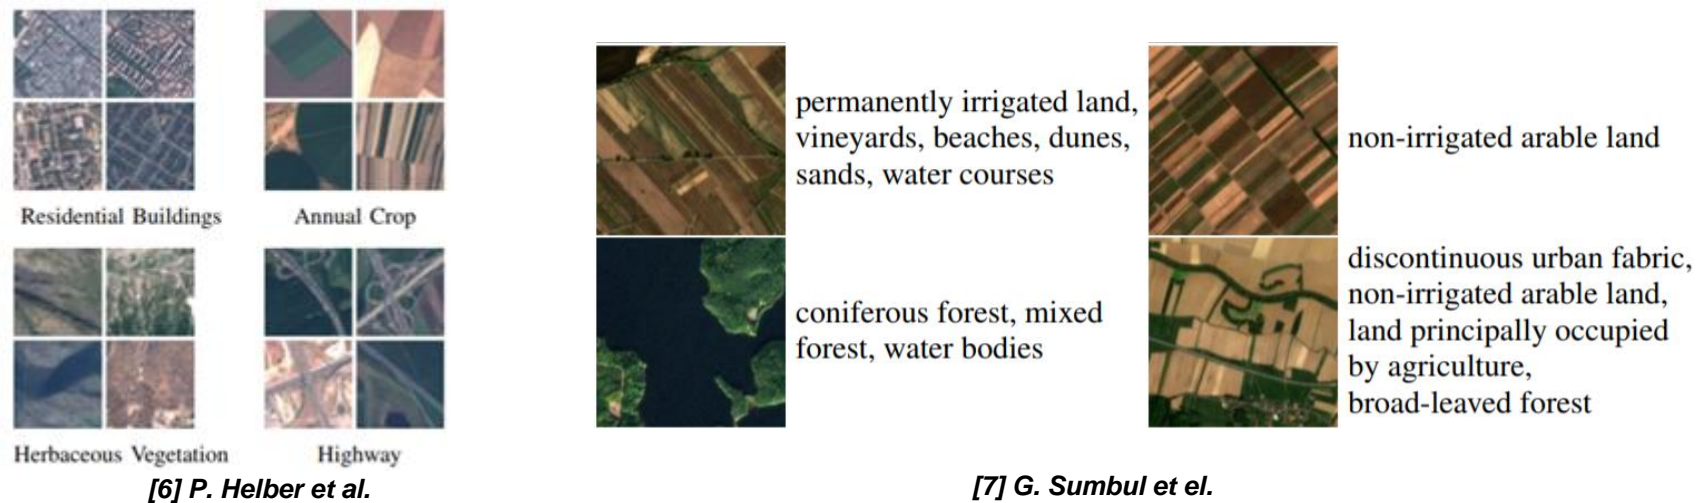 Residential Buildings
Annual Crop
Herbaceous Vegetation
Highway
[6] P. Helber et al.
permanently irrigated land,
vineyards, beaches, dunes,
sands, water courses
non-irrigated arable land
coniferous forest, mixed
forest, water bodies
discontinuous urban fabric,
non-irrigated arable land,
land principally occupied
by agriculture,
broad-leaved forest
[7] G. Sumbul et el.